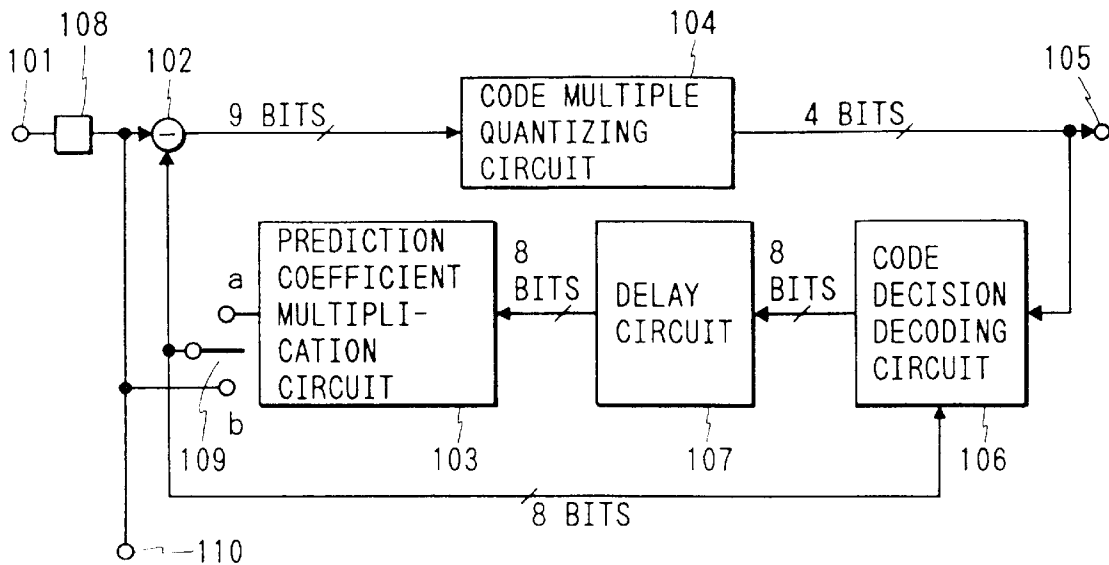 108
101
102
104
105
9 BITS
CODE MULTIPLE
QUANTIZING
CIRCUIT
4 BITS
a
PREDICTION
COEFFICIENT
MULTIPLI-
CATION
CIRCUIT
8
BITS
DELAY
CIRCUIT
8
BITS
CODE
DECISION
DECODING
CIRCUIT
b
109
103
107
106
8 BITS
110